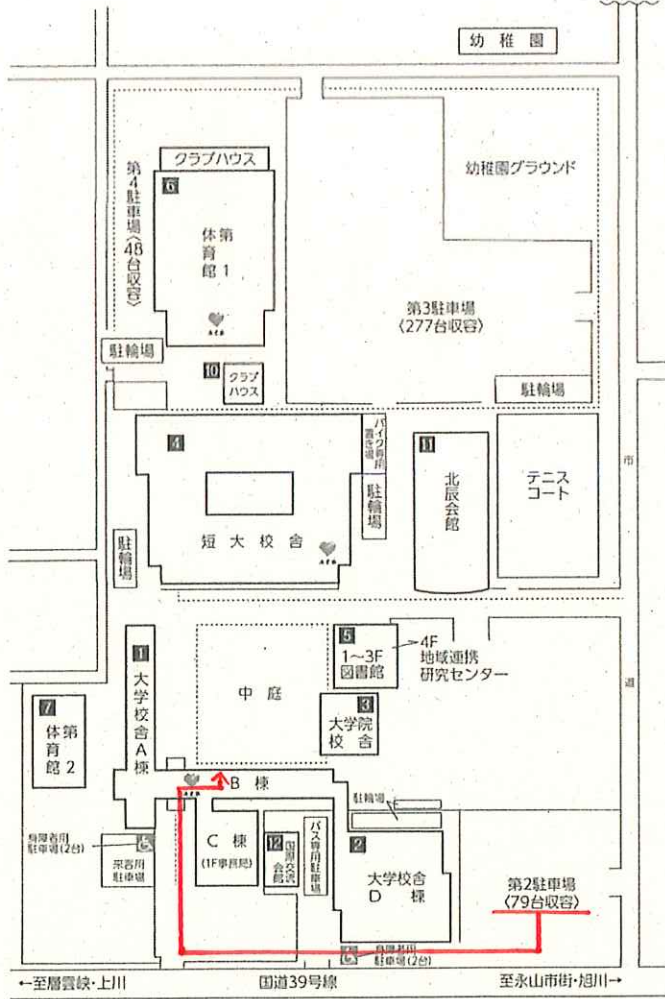 幼稚園
クラブハウス
6
第1
体育館
AED
第4駐車場〈48台収容〉
幼稚園グラウンド
第3駐車場
〈277台収容〉
駐輪場
10
クラブ
ハウス
駐輪場
4
短大校舎
AED
バイク専用
置き場
駐輪場
11
北辰会館
テニス
コート
市
道
駐輪場
1
大学校舎A棟
中庭
5
1~3F
図書館
4F
地域連携
研究センター
3
大学院
校舎
7
第2
体育館
AED
B棟
駐輪場
身障者用
駐車場(2台)
来客用
駐車場
C棟
(1F事務局)
12
国際交流
会館
バス専用駐車場
2
大学校舎
D棟
第2駐車場
〈79台収容〉
身障者用
駐車場(2台)
←至層雲峡・上川
国道39号線
至永山市街・旭川→